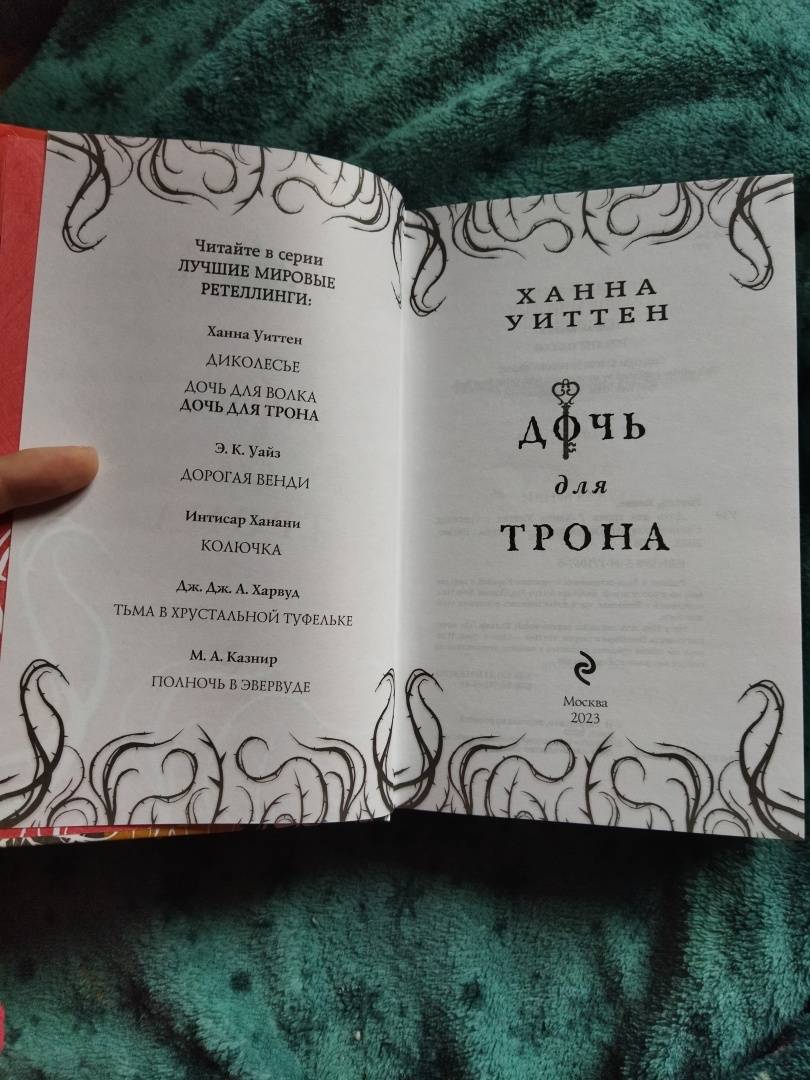 Читайте в серии
ЛУЧШИЕ МИРОВЫЕ
РЕТЕЛЛИНГИ:
Ханна Уиттен
ДИКОЛЕСЬЕ
ДОЧЬ ДЛЯ ВОЛКА
ДОЧЬ ДЛЯ ТРОНА
Э. К. Уайз
ДОРОГАЯ ВЕНДИ
Интисар Ханани
КОЛЮЧКА
Дж. Дж. А. Харвуд
ТЬМА В ХРУСТАЛЬНОЙ ТУФЕЛЬКЕ
М. А. Казнир
ПОЛНОЧЬ В ЭВЕРВУДЕ
ХАННА
УИТТЕН
ДОЧЬ
для
ТРОНА
Москва
2023